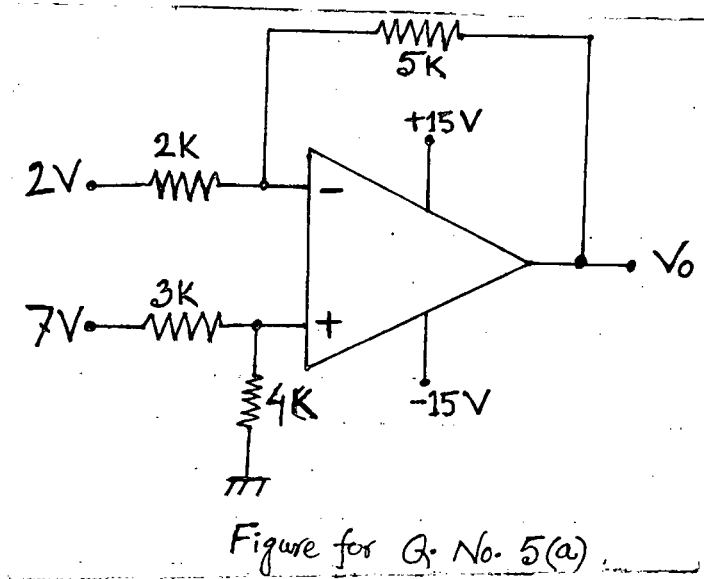 5K
+15V
2K
2V
-
Vo
3K
7V
+
4K
-15V
Figure for Q. No. 5(a)